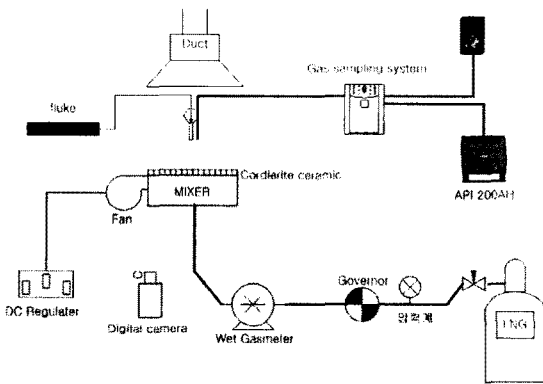 Duct
Gas sampling system
fluke
Cordierite ceramic
MIXER
API 200AH
Fan
Governor
DC Regulater
Digital camera
Wet Gasmeter
압력계
LNG